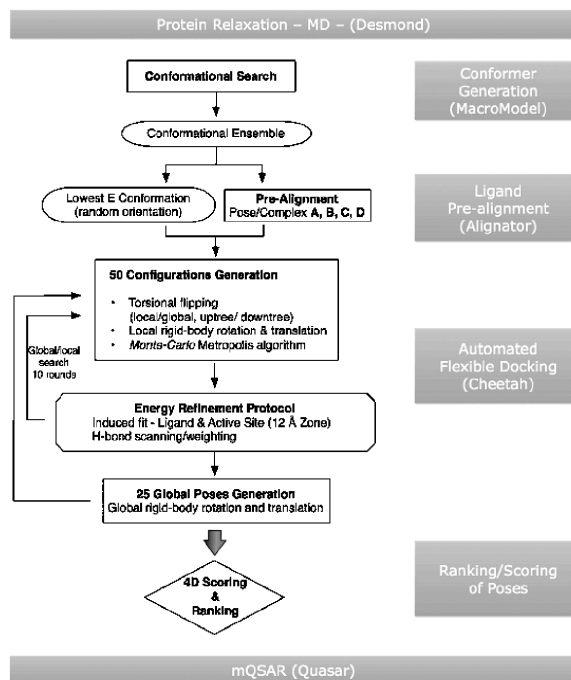 Protein Relaxation – MD – (Desmond)
Conformational Search
Conformer
Generation
(MacroModel)
Conformational Ensemble
Lowest E Conformation
(random orientation)
Pre-Alignment
Pose/Complex A, B, C, D
Ligand
Pre-alignment
(Alignator)
50 Configurations Generation
• Torsional flipping
(local/global, uptree/ downtree)
• Local rigid-body rotation & translation
• Monte-Carlo Metropolis algorithm
Global/local
search
10 rounds
Automated
Flexible Docking
(Cheetah)
Energy Refinement Protocol
Induced fit - Ligand & Active Site (12 Å Zone)
H-bond scanning/weighting
25 Global Poses Generation
Global rigid-body rotation and translation
4D Scoring
&
Ranking
Ranking/Scoring
of Poses
mQSAR (Quasar)